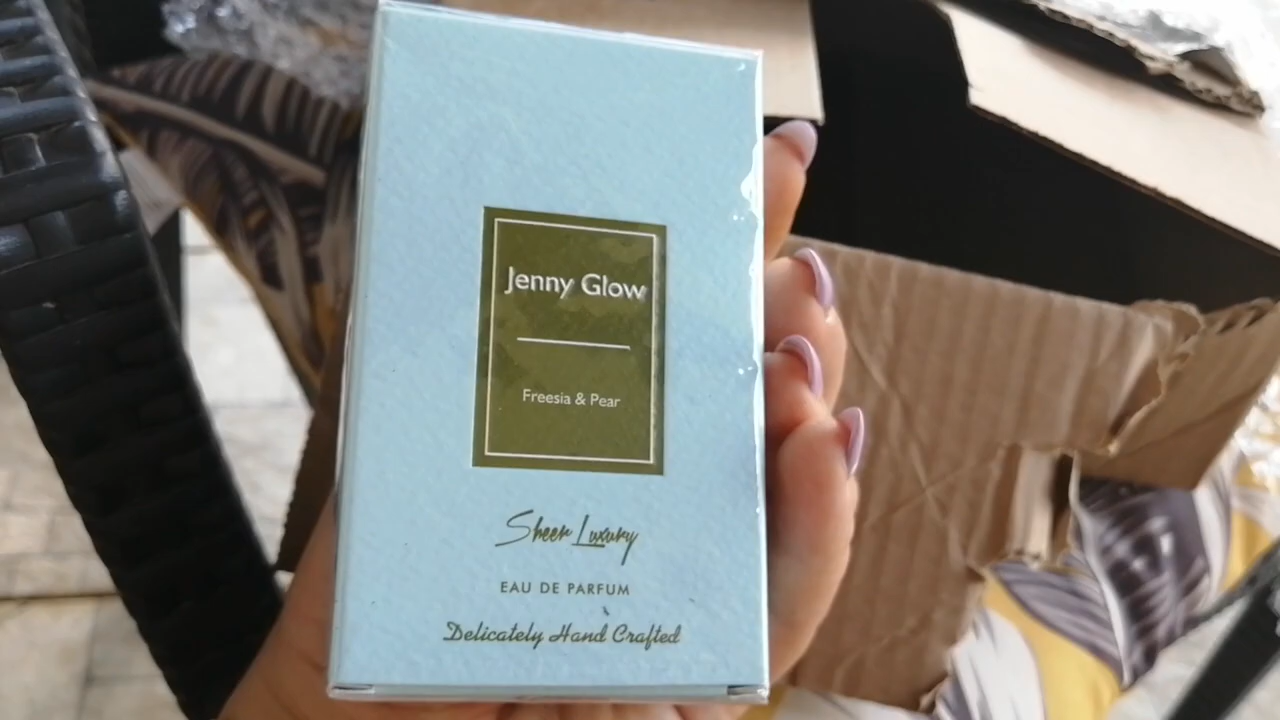 Jenny Glow
Freesia & Pear
Sheer Luxury
EAU DE PARFUM
Delicately Hand Crafted